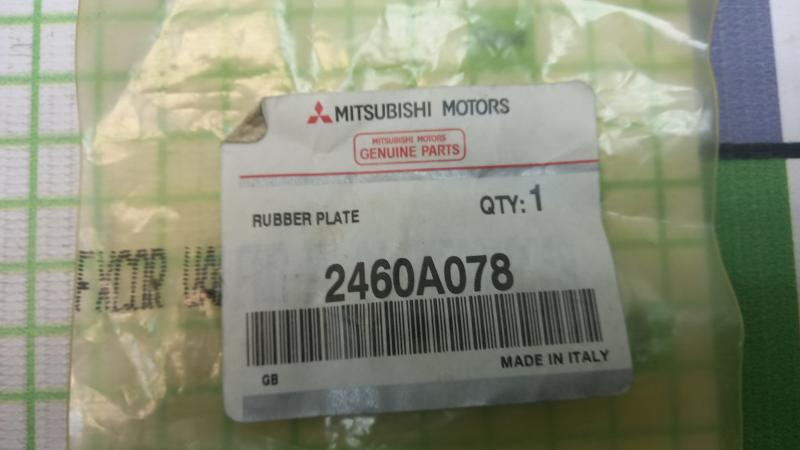 MITSUBISHI MOTORS
MITSUBISHI MOTORS
GENUINE PARTS
RUBBER PLATE
QTY: 1
2460A078
MADE IN ITALY
GB